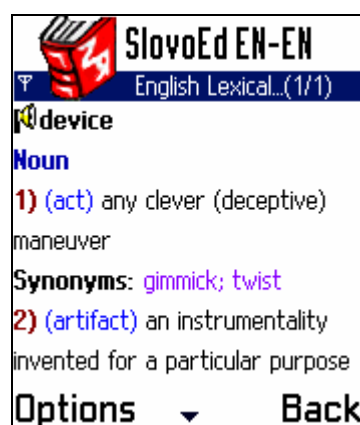 SlovoEd EN-EN
English Lexical...(1/1)
device
Noun
1) (act) any clever (deceptive)
maneuver
Synonyms: gimmick; twist
2) (artifact) an instrumentality
invented for a particular purpose
Options Back